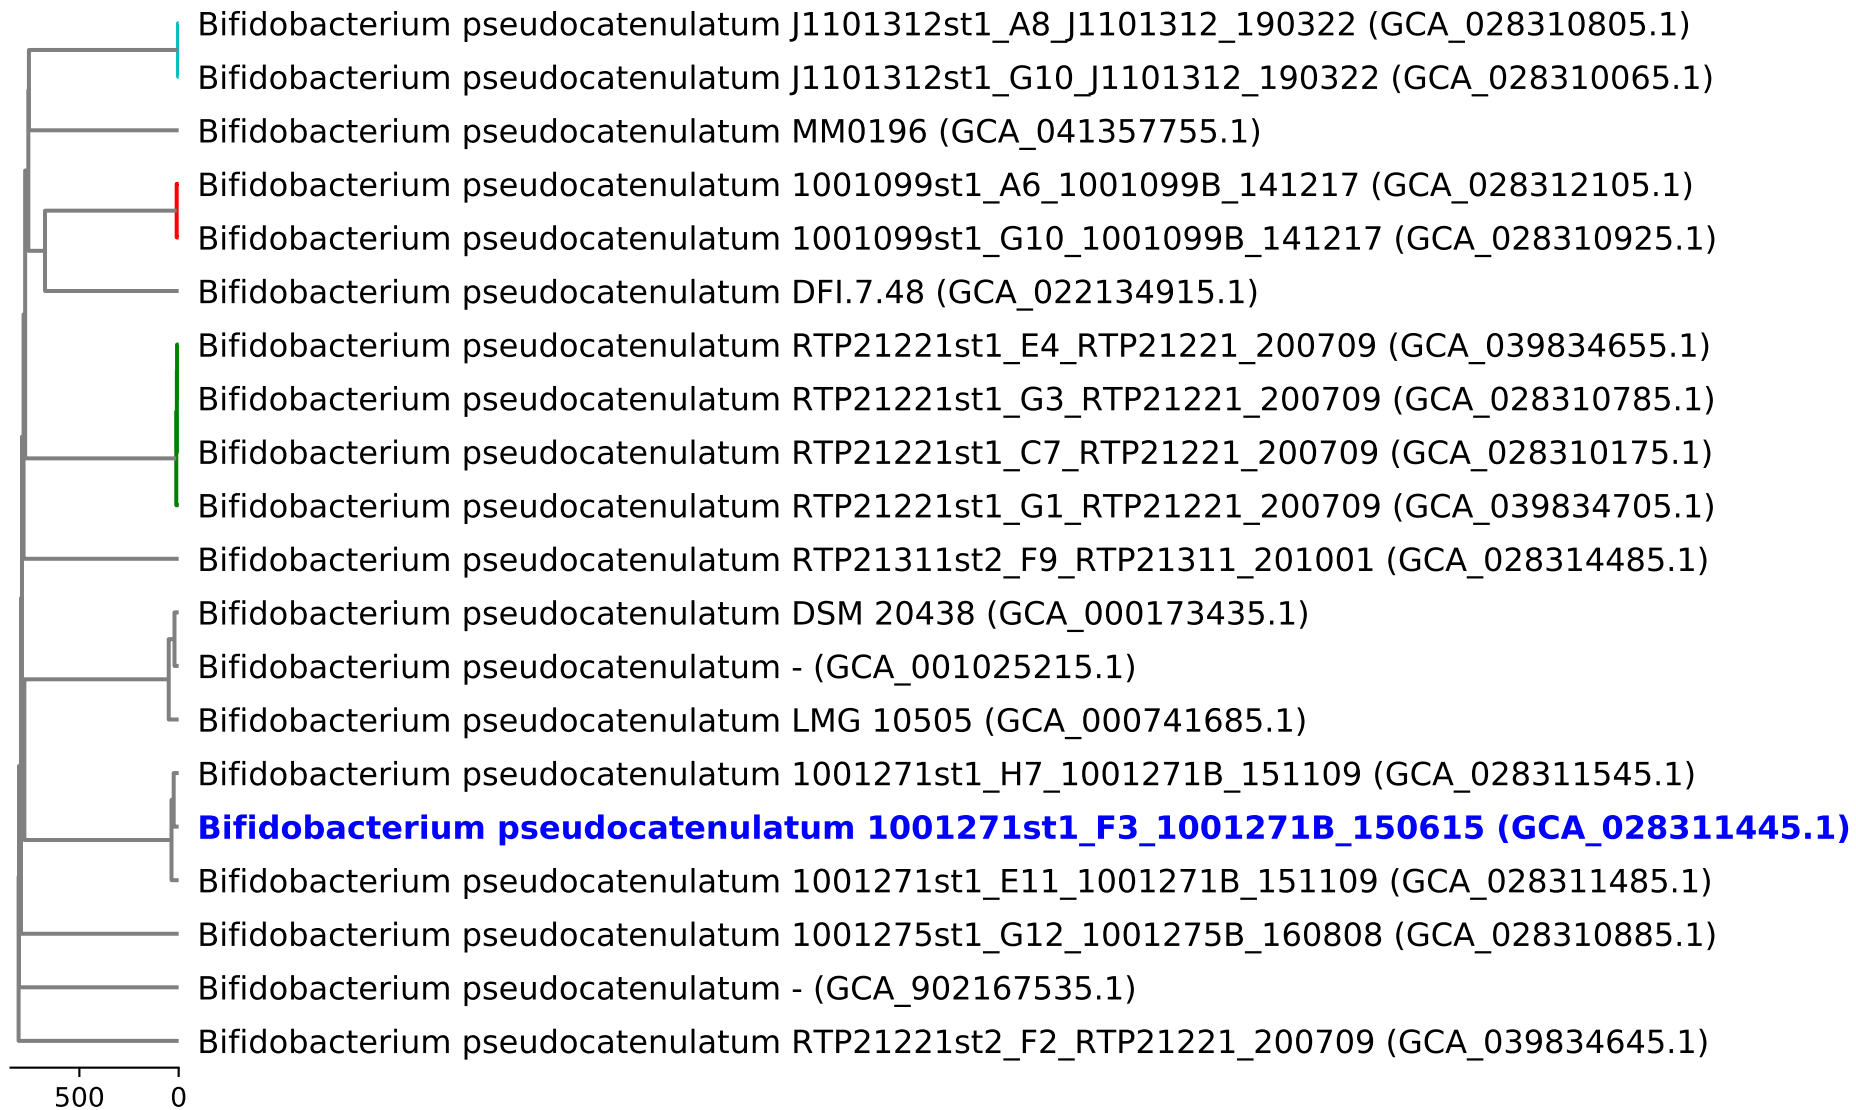 Bifidobacterium pseudocatenulatum J1101312st1_A8_J1101312_190322 (GCA_028310805.1)
Bifidobacterium pseudocatenulatum J1101312st1_G10_J1101312_190322 (GCA_028310065.1)
Bifidobacterium pseudocatenulatum MM0196 (GCA_041357755.1)
Bifidobacterium pseudocatenulatum 1001099st1_A6_1001099B_141217 (GCA_028312105.1)
Bifidobacterium pseudocatenulatum 1001099st1_G10_1001099B_141217 (GCA_028310925.1)
Bifidobacterium pseudocatenulatum DFI.7.48 (GCA_022134915.1)
Bifidobacterium pseudocatenulatum RTP21221st1_E4_RTP21221_200709 (GCA_039834655.1)
Bifidobacterium pseudocatenulatum RTP21221st1_G3_RTP21221_200709 (GCA_028310785.1)
Bifidobacterium pseudocatenulatum RTP21221st1_C7_RTP21221_200709 (GCA_028310175.1)
Bifidobacterium pseudocatenulatum RTP21221st1_G1_RTP21221_200709 (GCA_039834705.1)
Bifidobacterium pseudocatenulatum RTP21311st2_F9_RTP21311_201001 (GCA_028314485.1)
Bifidobacterium pseudocatenulatum DSM 20438 (GCA_000173435.1)
Bifidobacterium pseudocatenulatum - (GCA_001025215.1)
Bifidobacterium pseudocatenulatum LMG 10505 (GCA_000741685.1)
Bifidobacterium pseudocatenulatum 1001271st1_H7_1001271B_151109 (GCA_028311545.1)
Bifidobacterium pseudocatenulatum 1001271st1_F3_1001271B_150615 (GCA_028311445.1)
Bifidobacterium pseudocatenulatum 1001271st1_E11_1001271B_151109 (GCA_028311485.1)
Bifidobacterium pseudocatenulatum 1001275st1_G12_1001275B_160808 (GCA_028310885.1)
Bifidobacterium pseudocatenulatum - (GCA_902167535.1)
Bifidobacterium pseudocatenulatum RTP21221st2_F2_RTP21221_200709 (GCA_039834645.1)
500 0